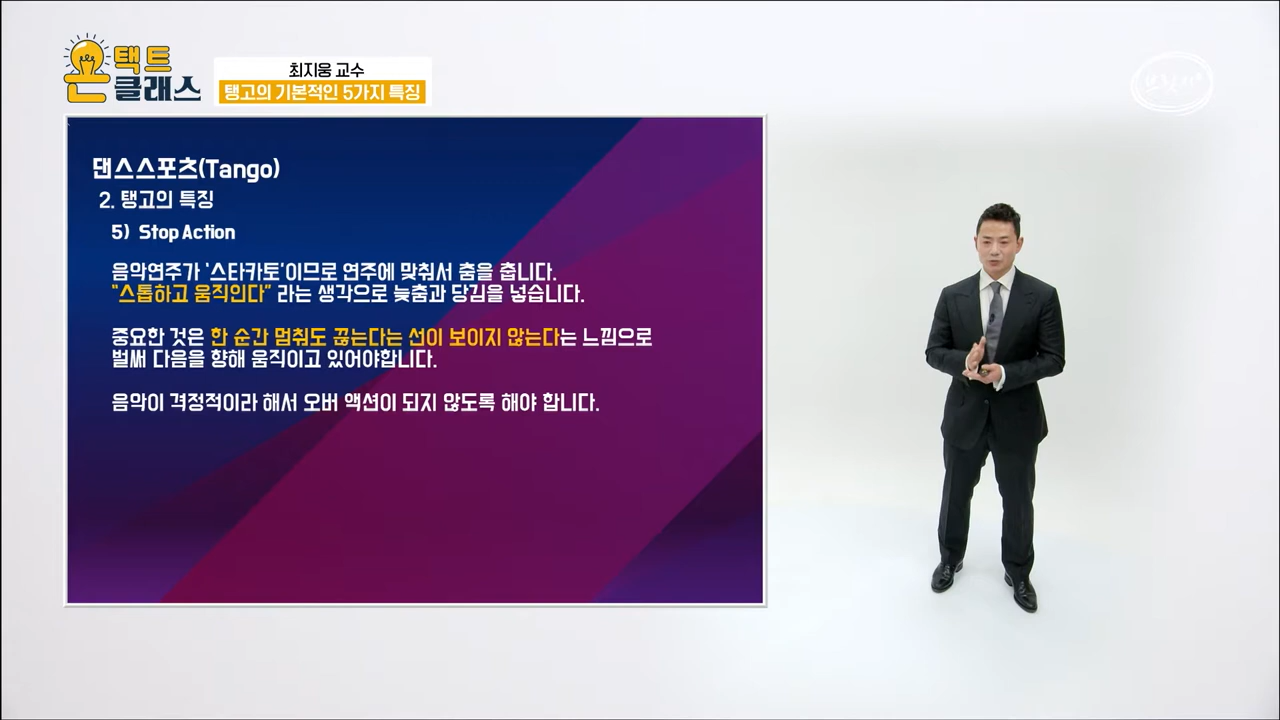 온택트
클래스
최지웅 교수
탱고의 기본적인 5가지 특징
댄스스포츠(Tango)
2. 탱고의 특징
5) Stop Action
음악연주가 '스타카토'이므로 연주에 맞춰서 춤을 춥니다.
"스톱하고 움직인다" 라는 생각으로 늦춤과 당김을 넣습니다.
중요한 것은 한 순간 멈춰도 끊는다는 선이 보이지 않는다는 느낌으로
벌써 다음을 향해 움직이고 있어야합니다.
음악이 격정적이라 해서 오버 액션이 되지 않도록 해야 합니다.